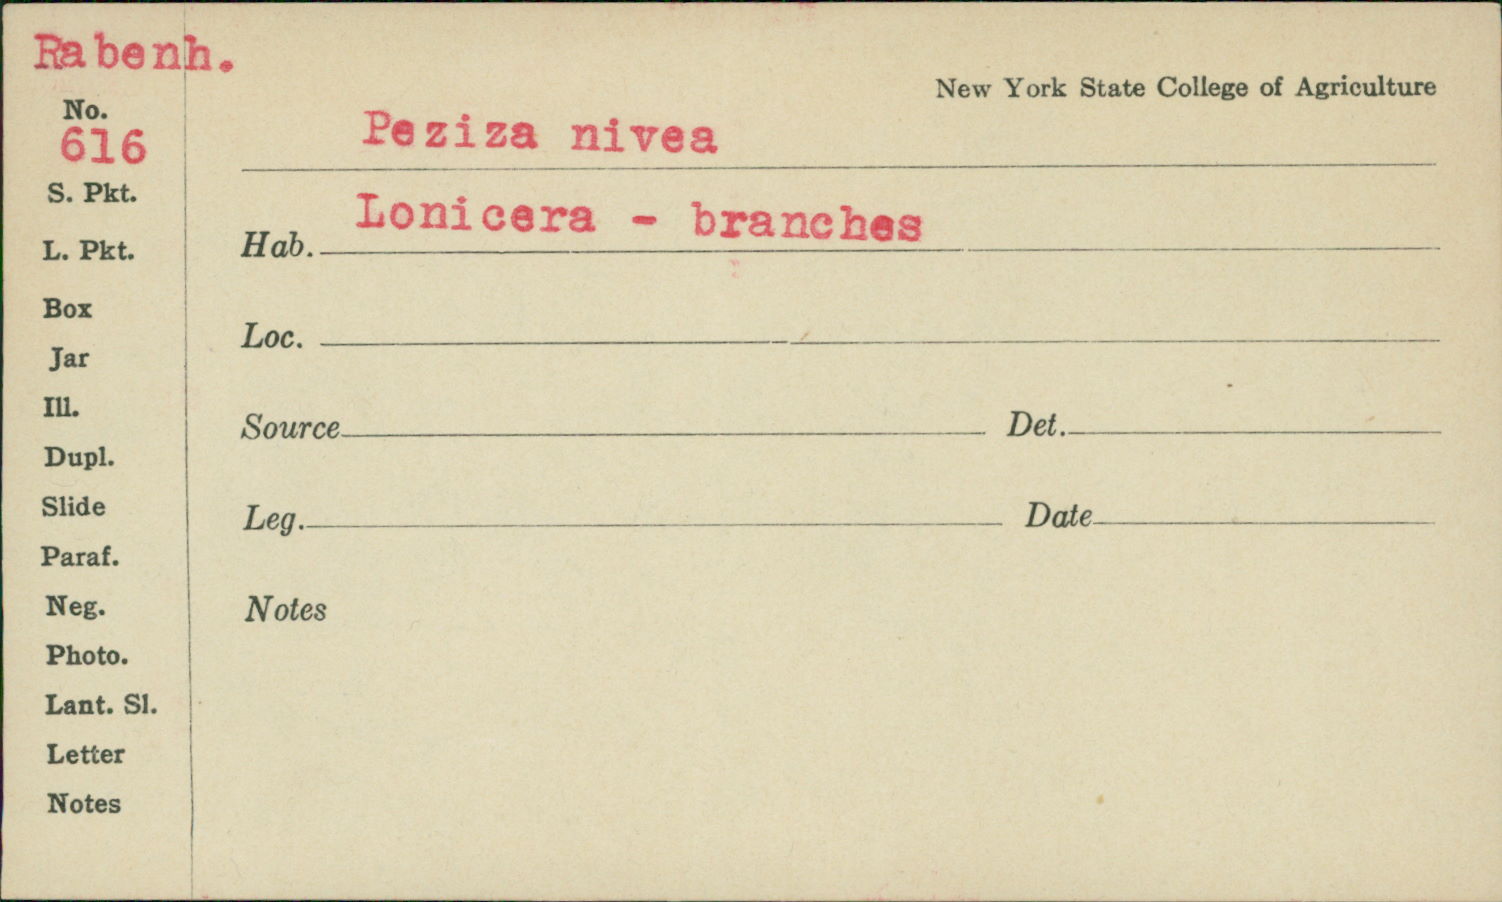 Rabenh.
New York State College of Agriculture
No.
616
Peziza nivea
S. Pkt.
Hab. Lonicera - branches
L. Pkt.
Box
Loc.
Jar
Ill.
Source Det.
Dupl.
Slide
Leg. Date
Paraf.
Neg.
Notes
Photo.
Lant. Sl.
Letter
Notes